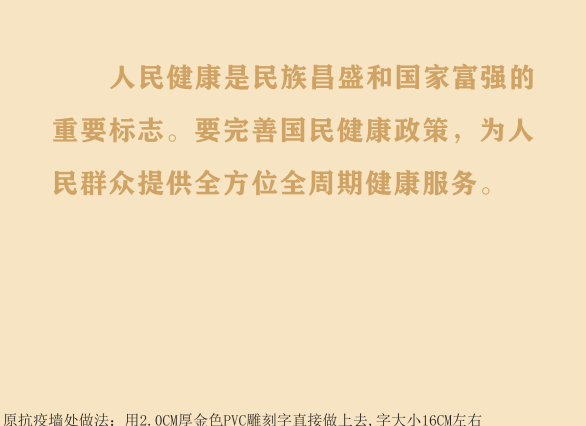 人民健康是民族昌盛和国家富强的
重要标志。要完善国民健康政策，为人
民群众提供全方位全周期健康服务。
原抗疫墙处做法：用2.0CM厚金色PVC雕刻字直接做上去,字大小16CM左右